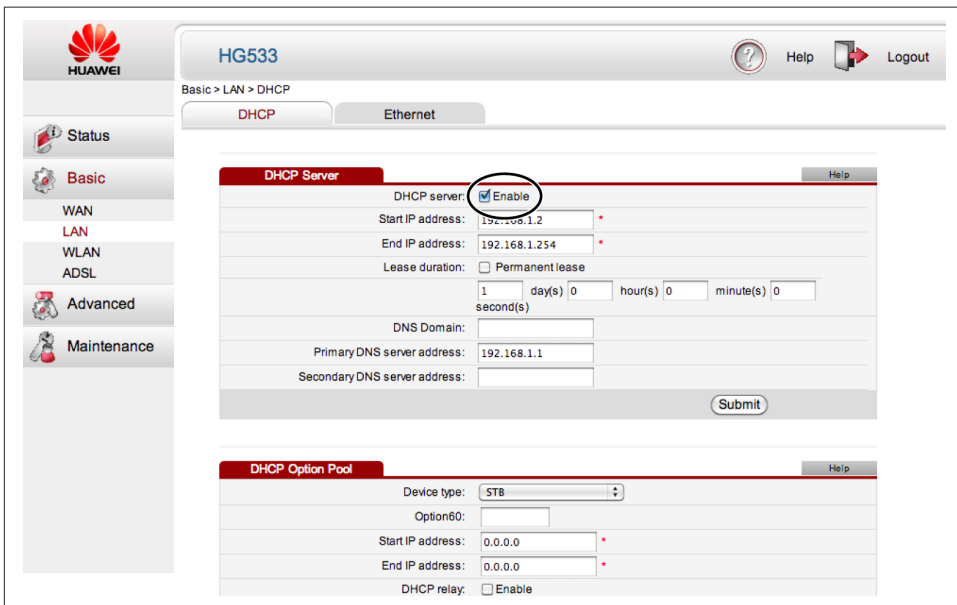 HUAWEI
HG533
Help
Logout
Basic > LAN > DHCP
DHCP
Ethernet
Status
Basic
WAN
LAN
WLAN
ADSL
Advanced
Maintenance
DHCP Server
Help
DHCP server: Enable
Start IP address: 192.168.1.2 *
End IP address: 192.168.1.254 *
Lease duration: Permanent lease
1 day(s) 0 hour(s) 0 minute(s) 0
second(s)
DNS Domain:
Primary DNS server address: 192.168.1.1
Secondary DNS server address:
Submit
DHCP Option Pool
Help
Device type: STB
Option60:
Start IP address: 0.0.0.0 *
End IP address: 0.0.0.0 *
DHCP relay: Enable